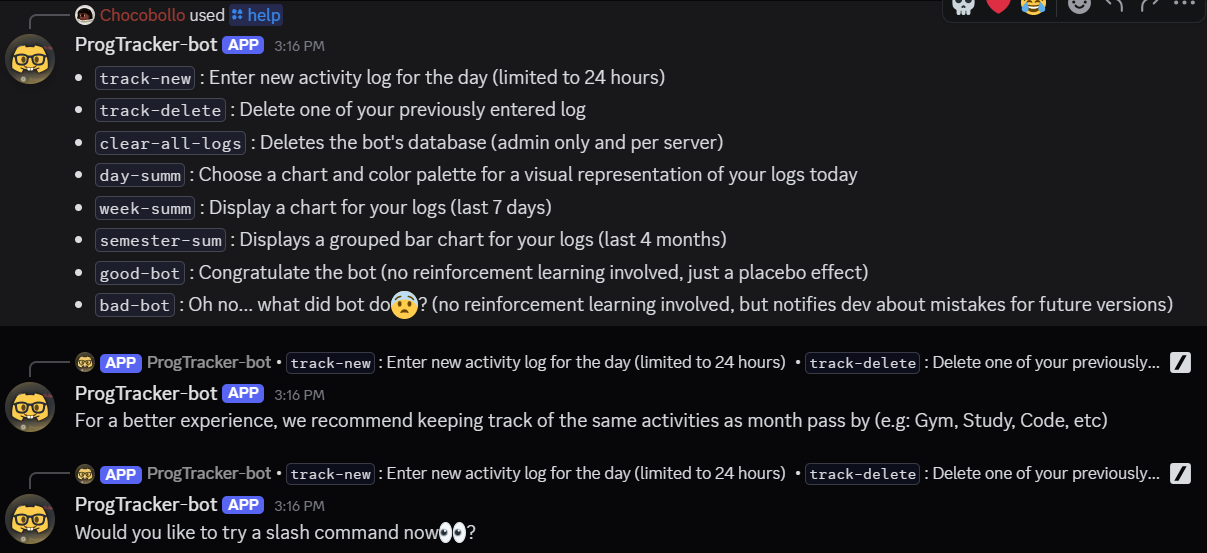 Chocobollo used help
ProgTracker-bot APP 3:16 PM
• track-new : Enter new activity log for the day (limited to 24 hours)
• track-delete : Delete one of your previously entered log
• clear-all-logs : Deletes the bot's database (admin only and per server)
• day-summ : Choose a chart and color palette for a visual representation of your logs today
• week-summ : Display a chart for your logs (last 7 days)
• semester-sum : Displays a grouped bar chart for your logs (last 4 months)
• good-bot : Congratulate the bot (no reinforcement learning involved, just a placebo effect)
• bad-bot : Oh no... what did bot do😨? (no reinforcement learning involved, but notifies dev about mistakes for future versions)
APP ProgTracker-bot • track-new : Enter new activity log for the day (limited to 24 hours) • track-delete : Delete one of your previously...
ProgTracker-bot APP 3:16 PM
For a better experience, we recommend keeping track of the same activities as month pass by (e.g: Gym, Study, Code, etc)
APP ProgTracker-bot • track-new : Enter new activity log for the day (limited to 24 hours) • track-delete : Delete one of your previously...
ProgTracker-bot APP 3:16 PM
Would you like to try a slash command now👀?